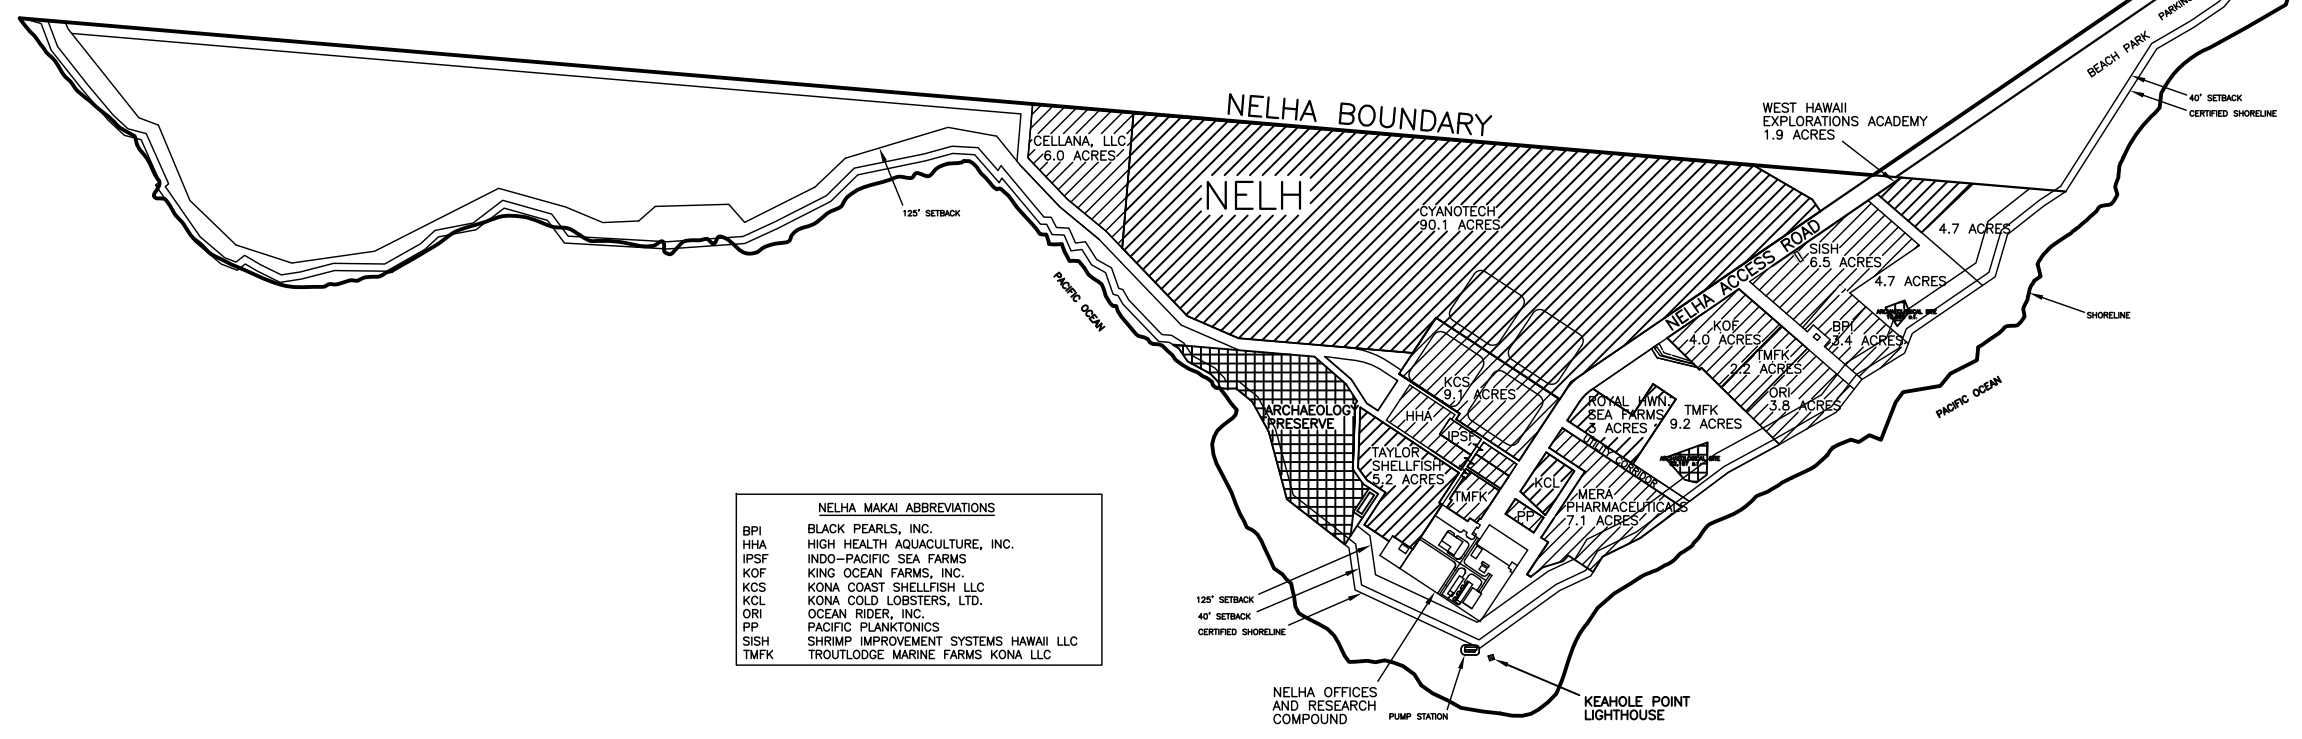 BEACH PARK
40' SETBACK
CERTIFIED SHORELINE
NELHA BOUNDARY
WEST HAWAII
EXPLORATIONS ACADEMY
1.9 ACRES
CELLANA, LLC.
6.0 ACRES
NELH
CYANOTECH
90.1 ACRES
125' SETBACK
4.7 ACRES
NELHA ACCESS ROAD
SISH
6.5 ACRES
4.7 ACRES
PACIFIC OCEAN
SHORELINE
ARCHAEOLOGICAL SITE
KOF
4.0 ACRES
BPI
3.4 ACRES
TMFK
2.2 ACRES
ORI
3.8 ACRES
PACIFIC OCEAN
KCS
9.1 ACRES
HHA
IPSF
ROYAL HWN.
SEA FARMS
3 ACRES
TMFK
9.2 ACRES
ARCHAEOLOGY
PRESERVE
UTILITY CORRIDOR
ARCHAEOLOGICAL SITE
TAYLOR
SHELLFISH
5.2 ACRES
TMFK
KCL
PP
MERA
PHARMACEUTICALS
7.1 ACRES
NELHA MAKAI ABBREVIATIONS
BPI BLACK PEARLS, INC.
HHA HIGH HEALTH AQUACULTURE, INC.
IPSF INDO-PACIFIC SEA FARMS
KOF KING OCEAN FARMS, INC.
KCS KONA COAST SHELLFISH LLC
KCL KONA COLD LOBSTERS, LTD.
ORI OCEAN RIDER, INC.
PP PACIFIC PLANKTONICS
SISH SHRIMP IMPROVEMENT SYSTEMS HAWAII LLC
TMFK TROUTLODGE MARINE FARMS KONA LLC
125' SETBACK
40' SETBACK
CERTIFIED SHORELINE
NELHA OFFICES
AND RESEARCH
COMPOUND
PUMP STATION
KEAHOLE POINT
LIGHTHOUSE